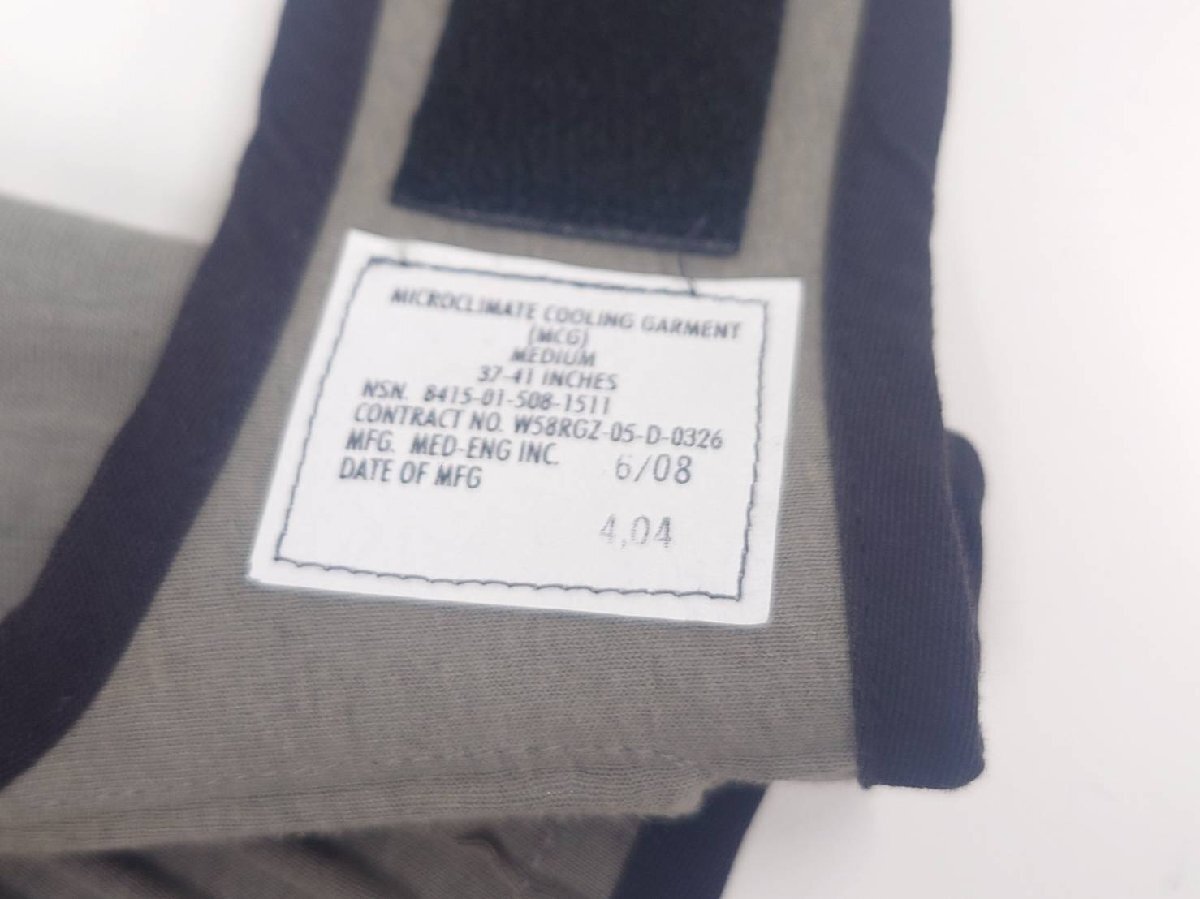 MICROCLIMATE COOLING GARMENT
(MCG)
MEDIUM
37-41 INCHES
NSN. 8415-01-508-1511
CONTRACT NO. W58RGZ-05-D-0326
MFG. MED-ENG INC.
DATE OF MFG 6/08
4,04